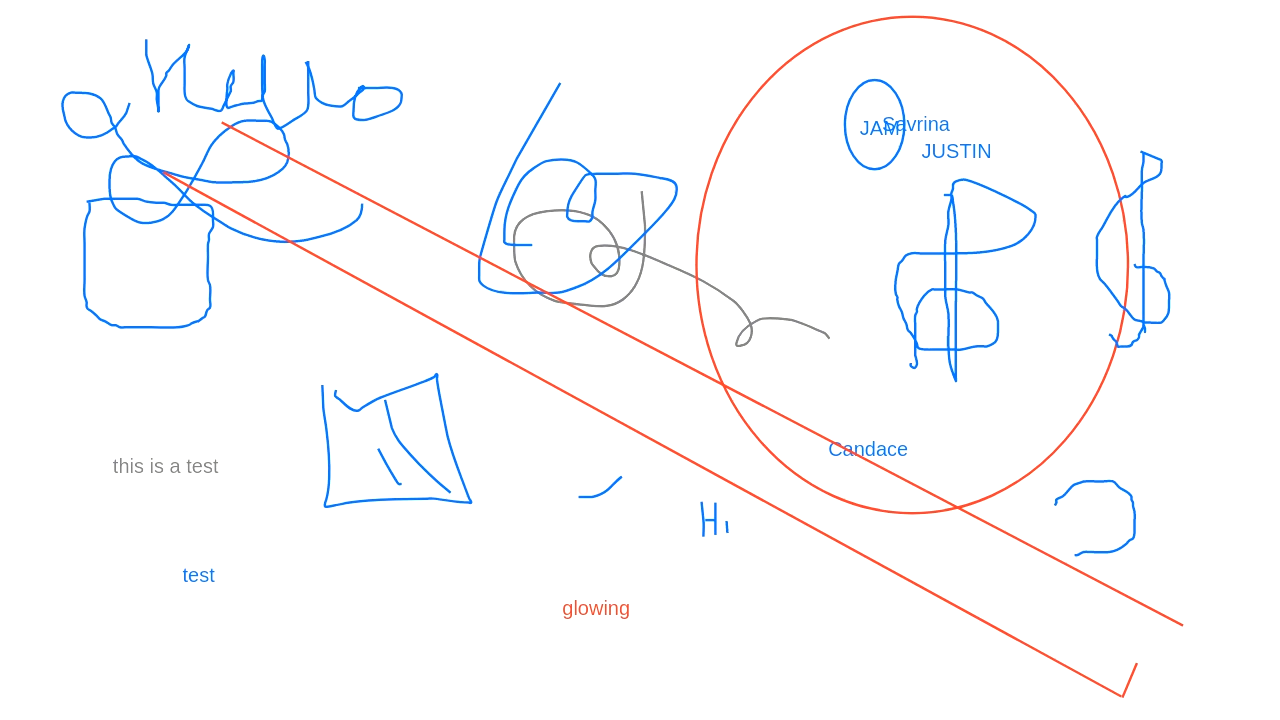 JAM
Savrina
JUSTIN
Candace
this is a test
Hi
test
glowing